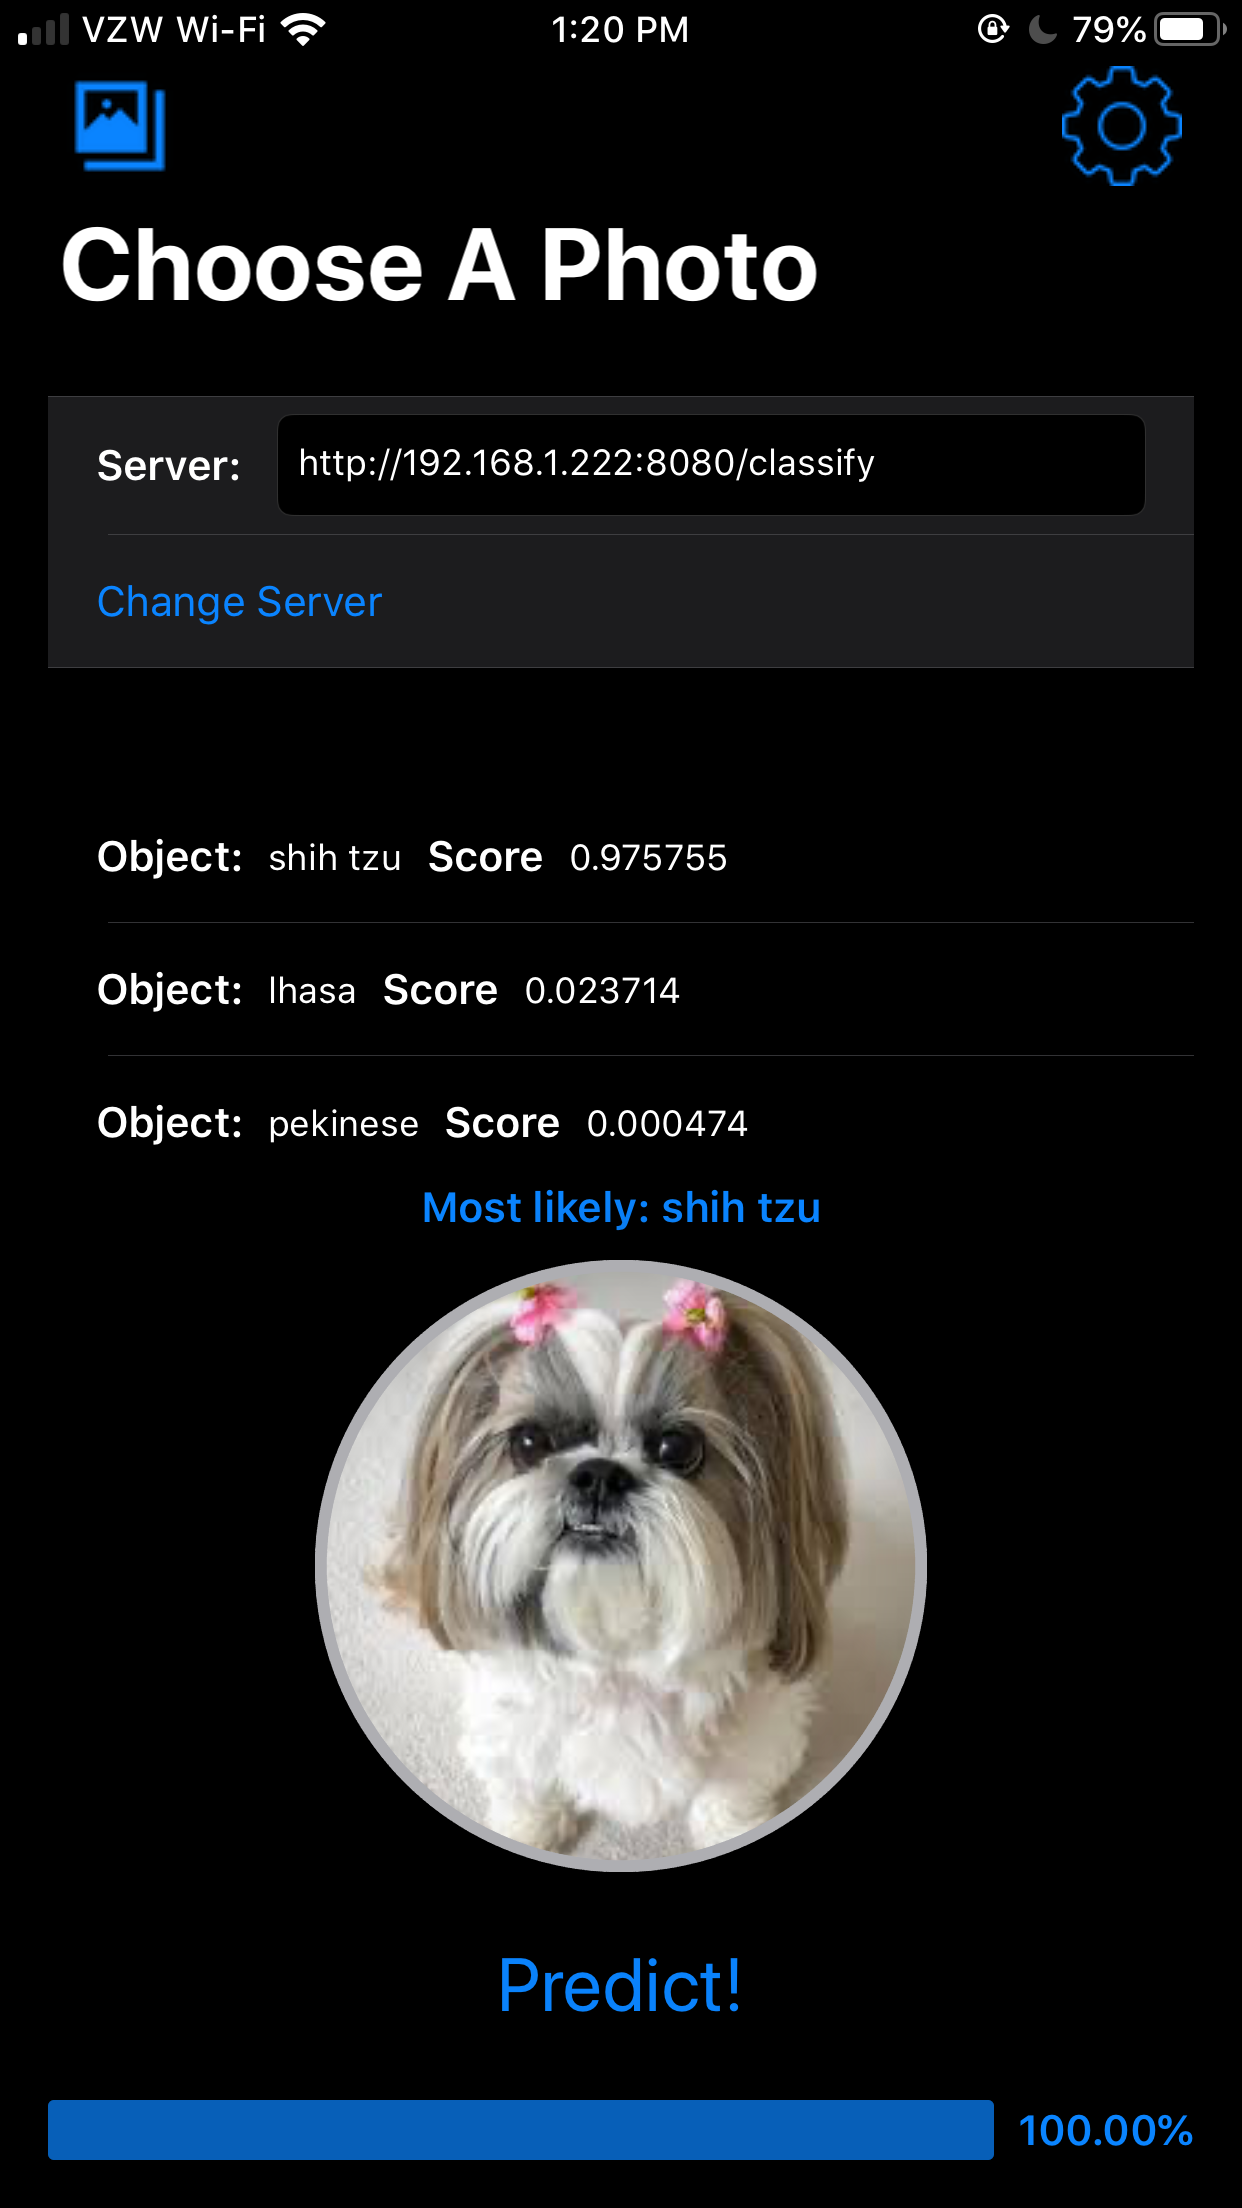 VZW Wi-Fi 1:20 PM 79%
Choose A Photo
Server: http://192.168.1.222:8080/classify
Change Server
Object: shih tzu Score 0.975755
Object: lhasa Score 0.023714
Object: pekinese Score 0.000474
Most likely: shih tzu
Predict!
100.00%